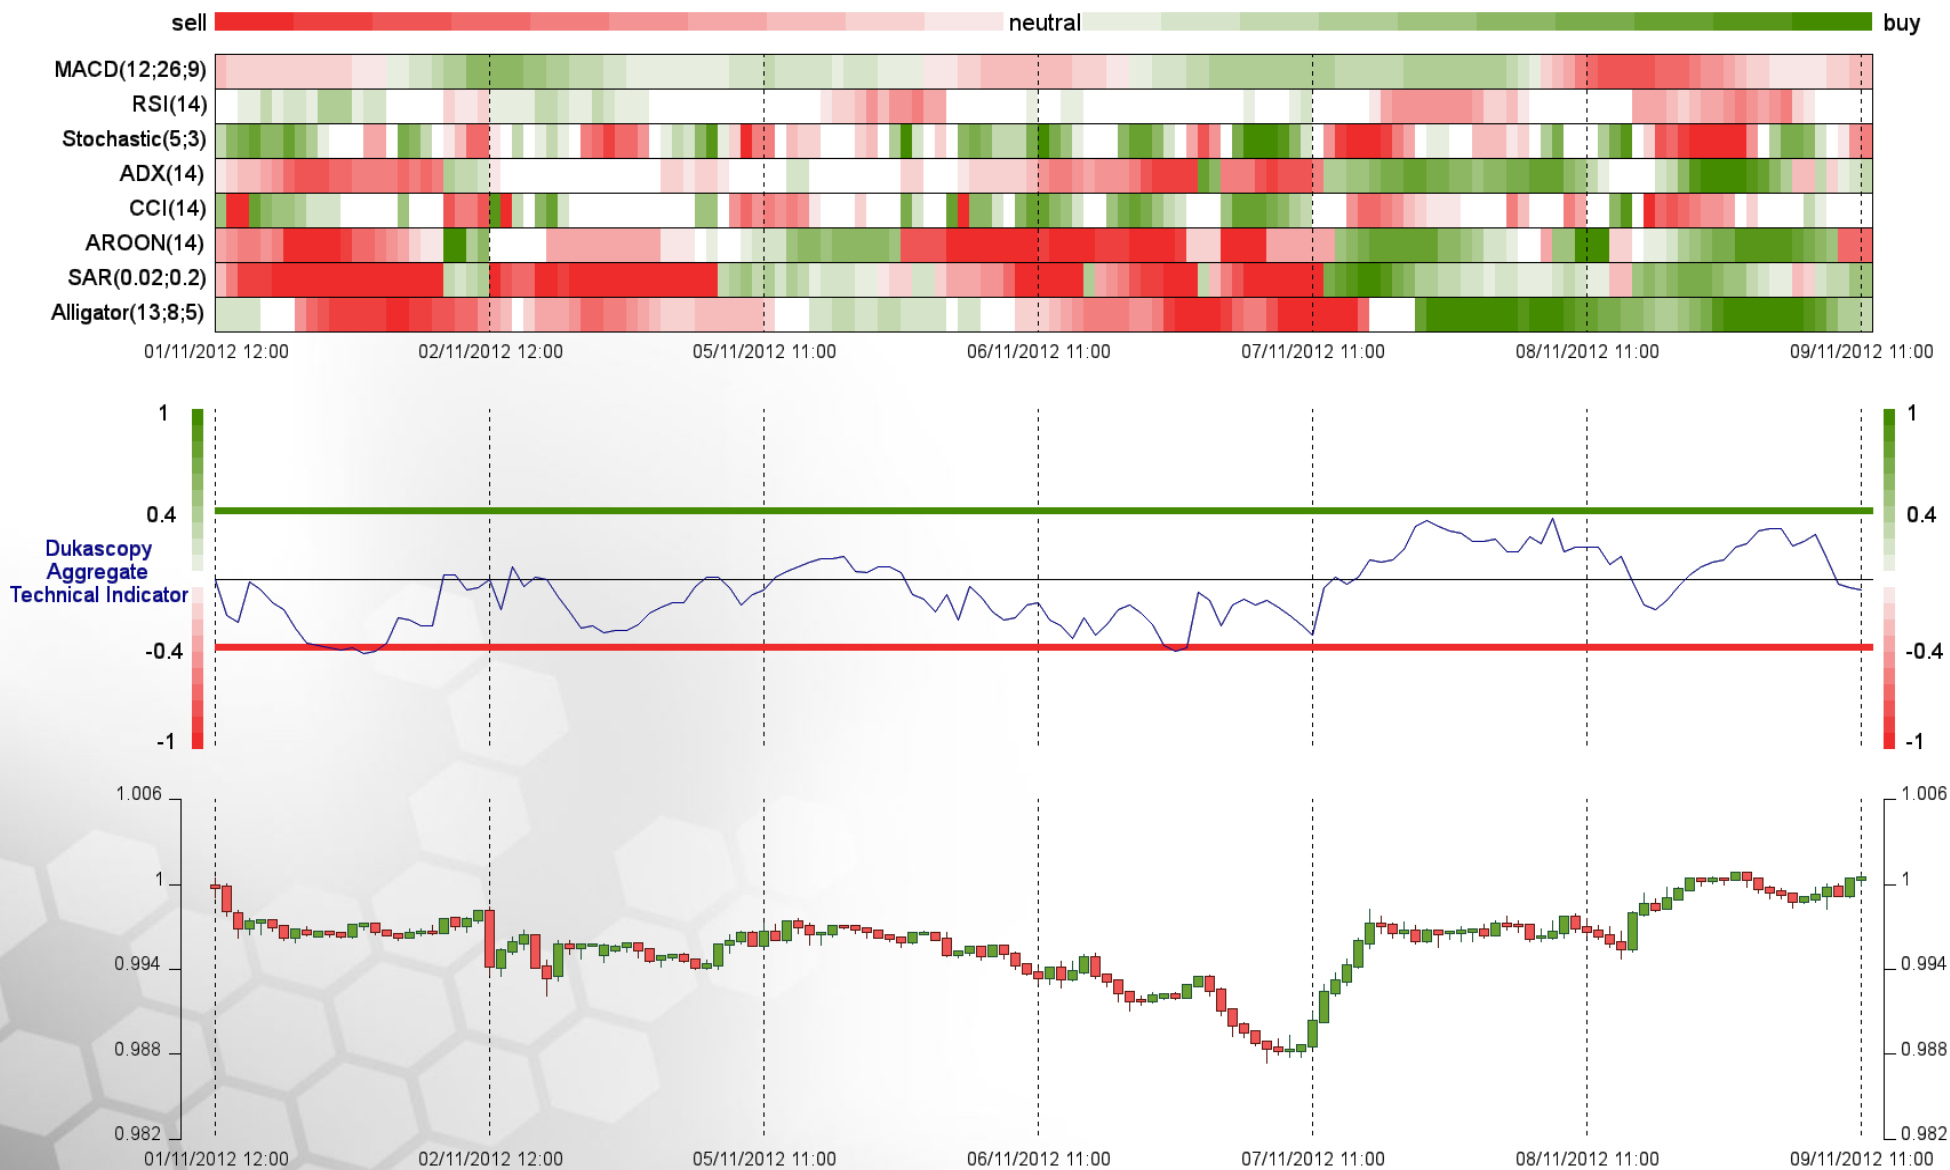 sell neutral buy
MACD(12;26;9)
RSI(14)
Stochastic(5;3)
ADX(14)
CCI(14)
AROON(14)
SAR(0.02;0.2)
Alligator(13;8;5)
01/11/2012 12:00 02/11/2012 12:00 05/11/2012 11:00 06/11/2012 11:00 07/11/2012 11:00 08/11/2012 11:00 09/11/2012 11:00
1 1
0.4 0.4
Dukascopy
Aggregate
Technical Indicator
-0.4 -0.4
-1 -1
1.006 1.006
1 1
0.994 0.994
0.988 0.988
0.982 0.982
01/11/2012 12:00 02/11/2012 12:00 05/11/2012 11:00 06/11/2012 11:00 07/11/2012 11:00 08/11/2012 11:00 09/11/2012 11:00